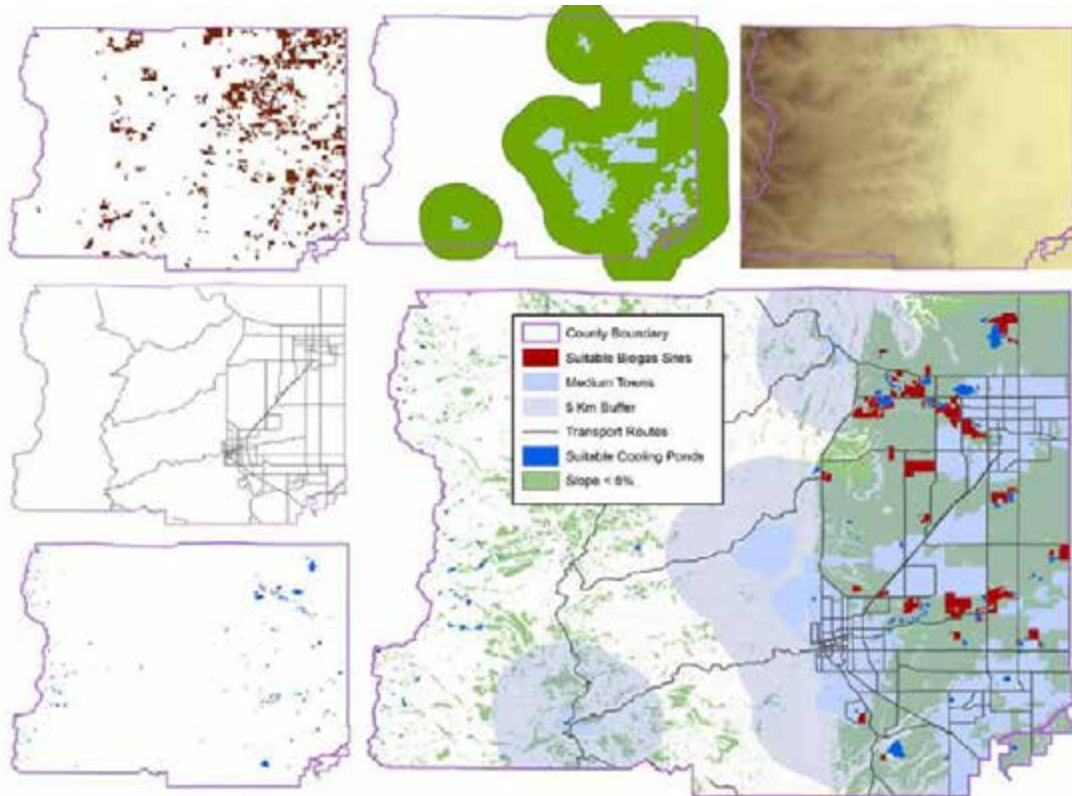 County Boundary
Suitable Biogas Sites
Medium Towns
5 Km Buffer
Transport Routes
Suitable Cooling Ponds
Slope < 6%